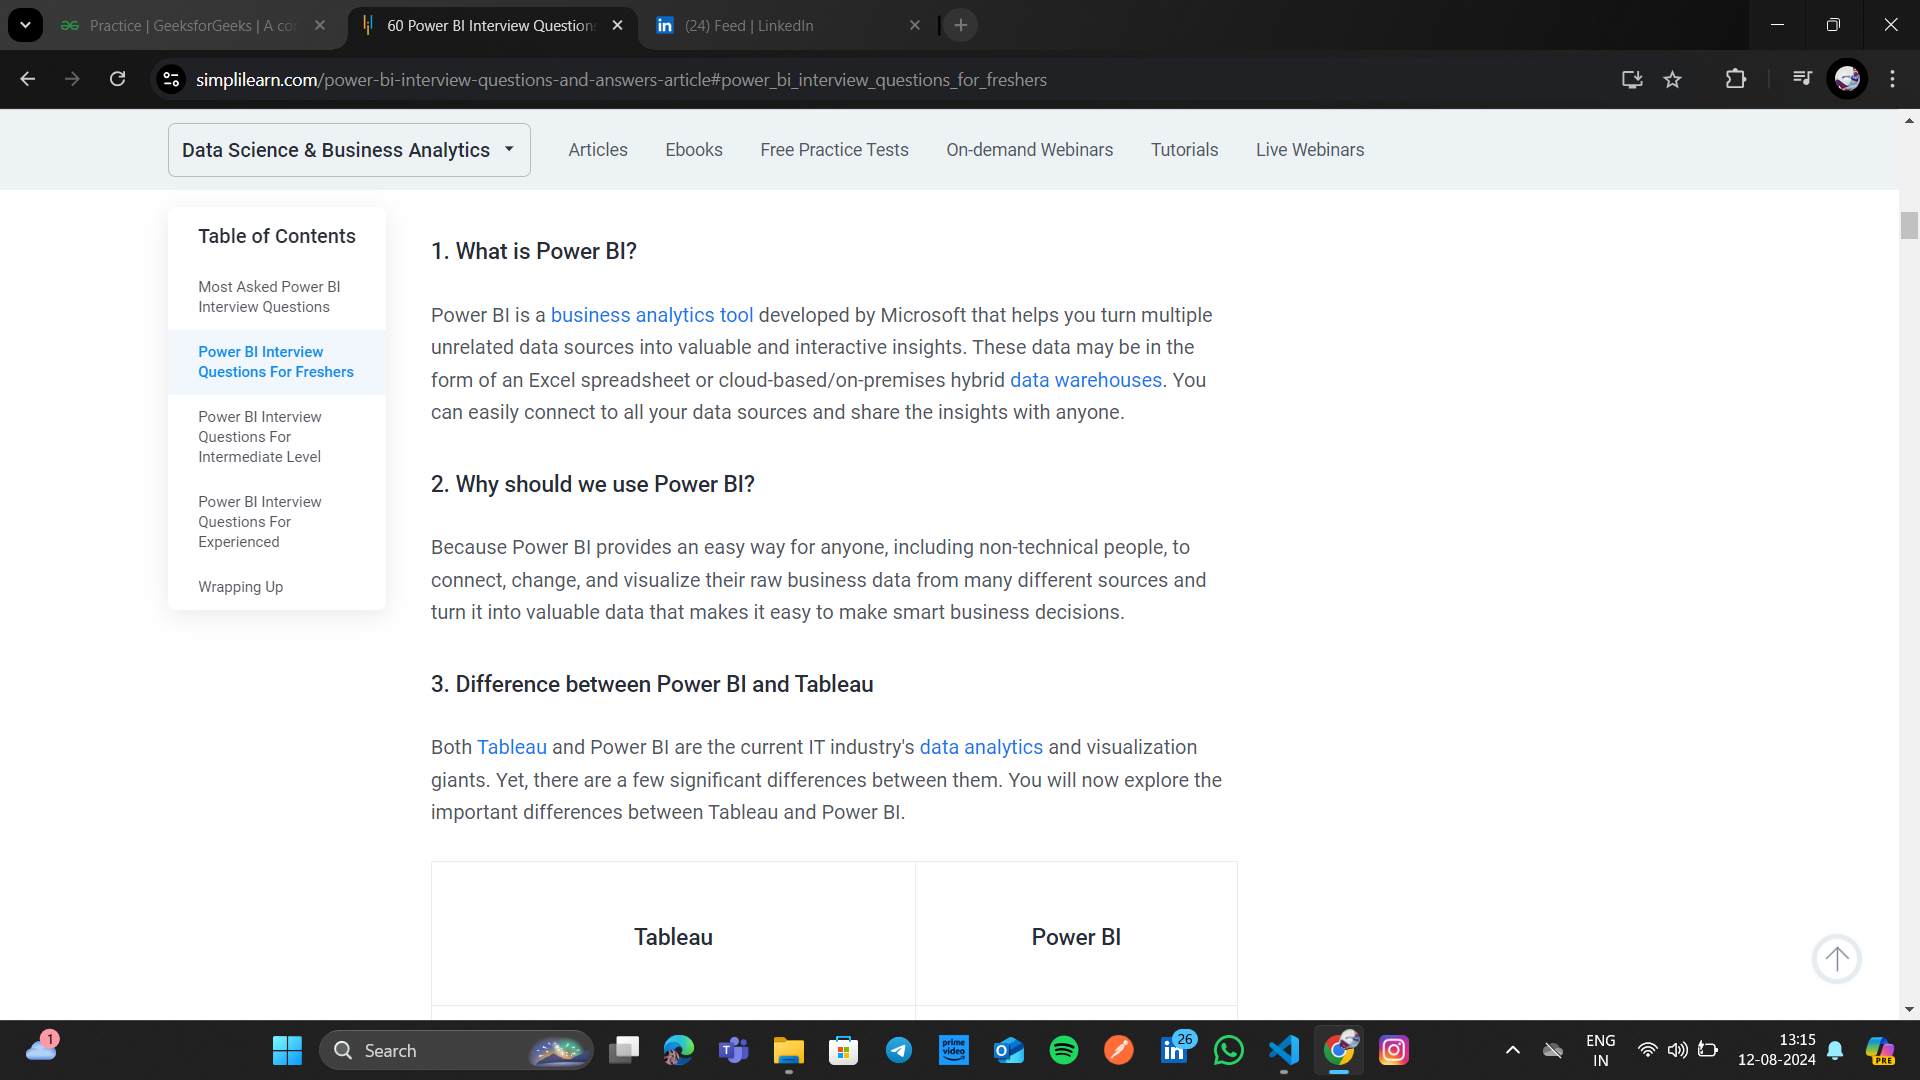 Practice | GeeksforGeeks | A co
60 Power BI Interview Question
(24) Feed | LinkedIn
simplilearn.com/power-bi-interview-questions-and-answers-article#power_bi_interview_questions_for_freshers
Data Science & Business Analytics
Articles
Ebooks
Free Practice Tests
On-demand Webinars
Tutorials
Live Webinars
Table of Contents
Most Asked Power BI
Interview Questions
Power BI Interview
Questions For Freshers
Power BI Interview
Questions For
Intermediate Level
Power BI Interview
Questions For
Experienced
Wrapping Up
1. What is Power BI?
Power BI is a business analytics tool developed by Microsoft that helps you turn multiple
unrelated data sources into valuable and interactive insights. These data may be in the
form of an Excel spreadsheet or cloud-based/on-premises hybrid data warehouses. You
can easily connect to all your data sources and share the insights with anyone.
2. Why should we use Power BI?
Because Power BI provides an easy way for anyone, including non-technical people, to
connect, change, and visualize their raw business data from many different sources and
turn it into valuable data that makes it easy to make smart business decisions.
3. Difference between Power BI and Tableau
Both Tableau and Power BI are the current IT industry's data analytics and visualization
giants. Yet, there are a few significant differences between them. You will now explore the
important differences between Tableau and Power BI.
Tableau
Power BI
1
Search
prime
video
26
ENG
IN
13:15
12-08-2024
PRE